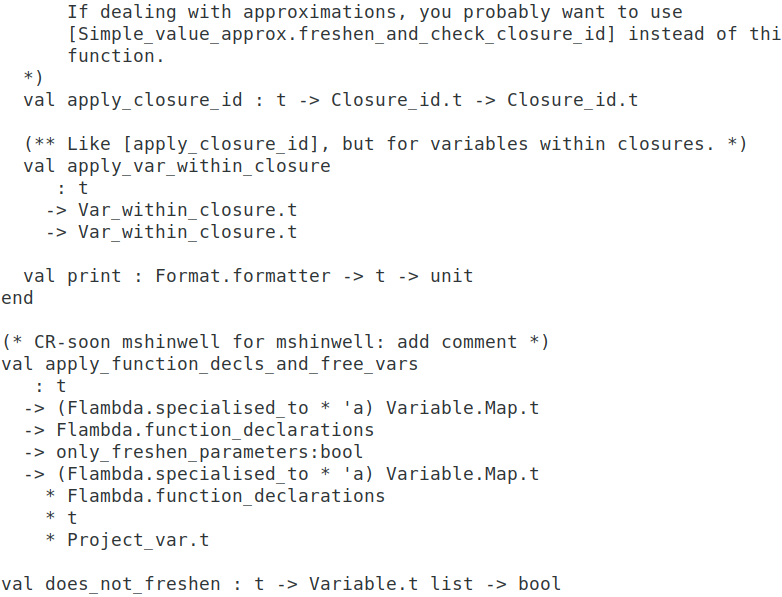 If dealing with approximations, you probably want to use
[Simple_value_approx.freshen_and_check_closure_id] instead of thi
function.
*)
val apply_closure_id : t -> Closure_id.t -> Closure_id.t
(** Like [apply_closure_id], but for variables within closures. *)
val apply_var_within_closure
: t
-> Var_within_closure.t
-> Var_within_closure.t
val print : Format.formatter -> t -> unit
end
(* CR-soon mshinwell for mshinwell: add comment *)
val apply_function_decls_and_free_vars
: t
-> (Flambda.specialised_to * 'a) Variable.Map.t
-> Flambda.function_declarations
-> only_freshen_parameters:bool
-> (Flambda.specialised_to * 'a) Variable.Map.t
* Flambda.function_declarations
* t
* Project_var.t
val does_not_freshen : t -> Variable.t list -> bool